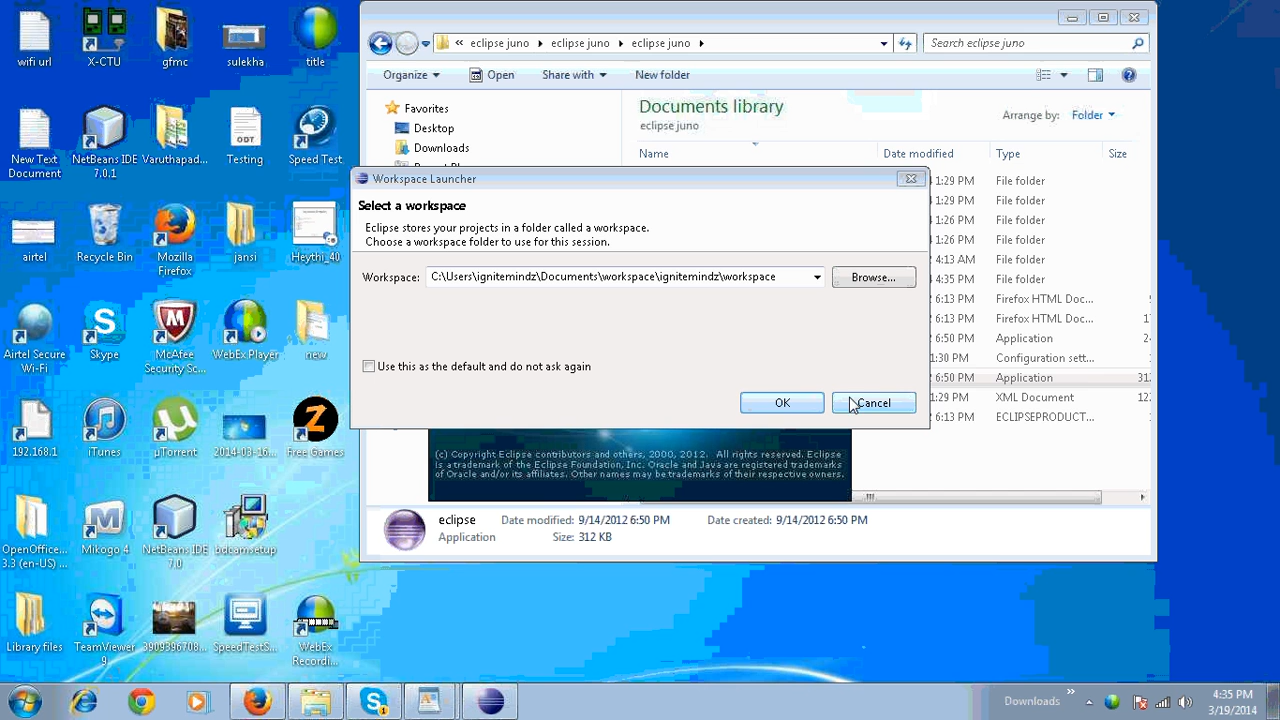 wifi url
X-CTU
gfmc
sulekha
title
New Text
Document
NetBeans IDE
7.0.1
Varuthapad...
Testing
ODT
Speed Test
airtel
Recycle Bin
Mozilla
Firefox
jansi
Heythi_40
Airtel Secure
Wi-Fi
Skype
McAfee
Security Sc...
WebEx Player
new
192.168.1
iTunes
µTorrent
2014-03-16...
Free Games
OpenOffice...
3.3 (en-US) ...
Mikogo 4
NetBeans IDE
7.0
bdcamsetup
Library files
TeamViewer
9
3909396708...
SpeedTestS...
WebEx
Recordi...
« eclipse juno eclipse juno eclipse juno
Search eclipse juno
Organize Open Share with New folder
Favorites
Desktop
Downloads
Documents library
eclipse juno
Arrange by: Folder
Name Date modified Type Size
Workspace Launcher
Select a workspace
Eclipse stores your projects in a folder called a workspace.
Choose a workspace folder to use for this session.
Workspace: C:\Users\ignitemindz\Documents\workspace\ignitemindz\workspace Browse...
Use this as the default and do not ask again
OK Cancel
1:29 PM File folder
1:29 PM File folder
1:26 PM File folder
1:26 PM File folder
4:13 AM File folder
4:35 PM File folder
6:13 PM Firefox HTML Doc...
6:13 PM Firefox HTML Doc...
6:50 PM Application
1:30 PM Configuration sett...
6:50 PM Application 312
1:29 PM XML Document
6:13 PM ECLIPSEPRODUCT...
(c) Copyright Eclipse contributors and others, 2000, 2012. All rights reserved. Eclipse
is a trademark of the Eclipse Foundation, Inc. Oracle and Java are registered trademarks
of Oracle and/or its affiliates. Other names may be trademarks of their respective owners.
eclipse Date modified: 9/14/2012 6:50 PM Date created: 9/14/2012 6:50 PM
Application Size: 312 KB
Downloads
4:35 PM
3/19/2014